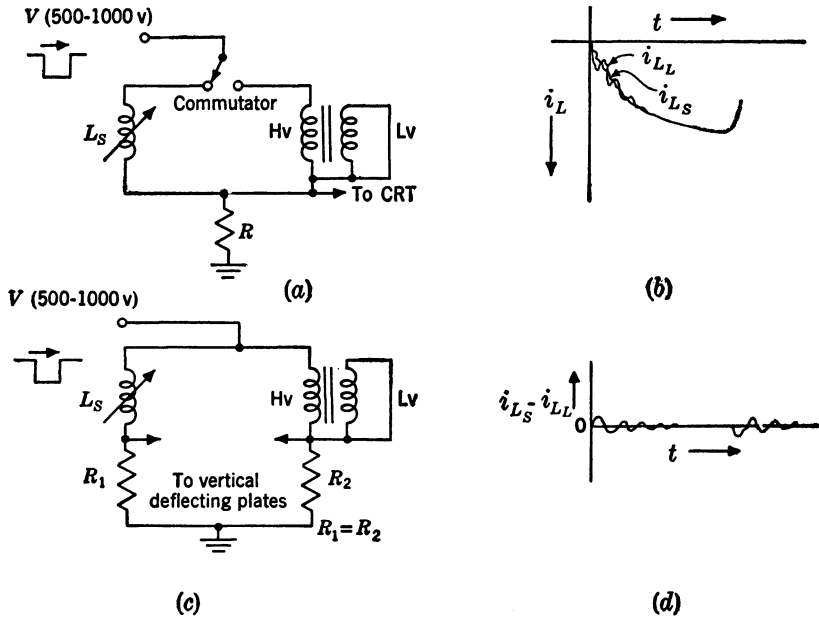 V (500-1000 v)
Commutator
L_S
Hv
Lv
To CRT
R
(a)
t
i_{L_L}
i_{L_S}
i_L
(b)
V (500-1000 v)
L_S
Hv
Lv
R_1
To vertical
deflecting plates
R_2
R_1=R_2
(c)
i_{L_S} - i_{L_L}
0
t
(d)